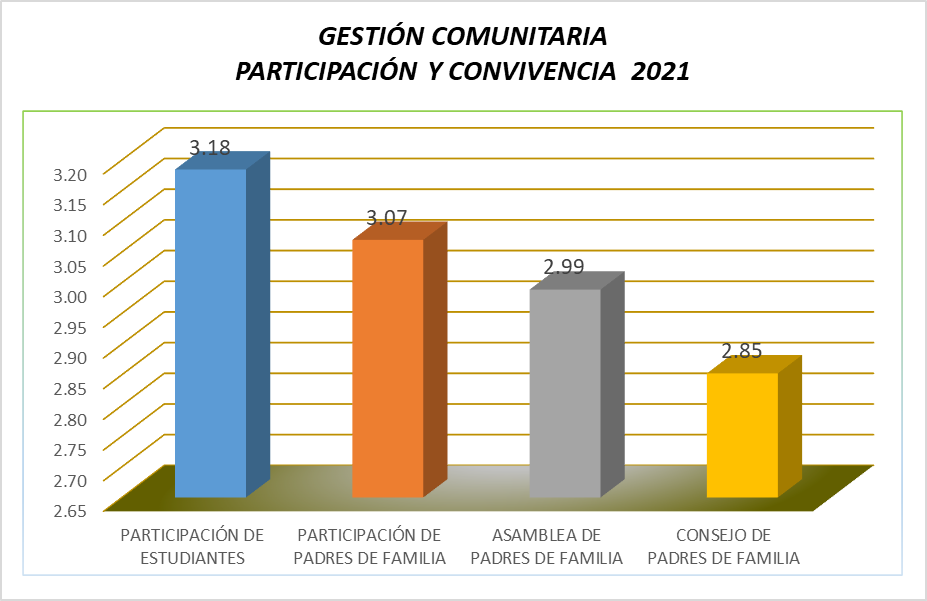 GESTIÓN COMUNITARIA
PARTICIPACIÓN Y CONVIVENCIA 2021
3.20
3.15
3.10
3.05
3.00
2.95
2.90
2.85
2.80
2.75
2.70
2.65
3.18
3.07
2.99
2.85
PARTICIPACIÓN DE
ESTUDIANTES
PARTICIPACIÓN DE
PADRES DE FAMILIA
ASAMBLEA DE
PADRES DE FAMILIA
CONSEJO DE
PADRES DE FAMILIA